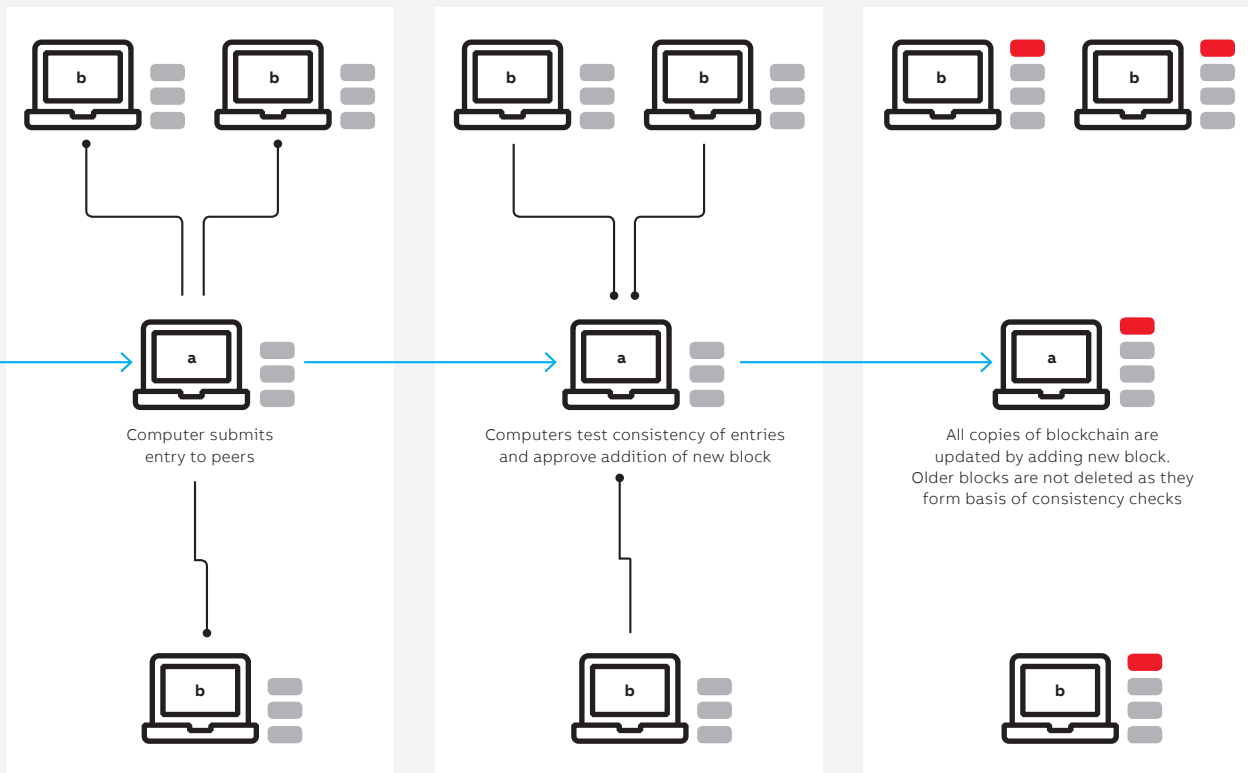 b
b
b
b
b
b
a
a
a
Computer submits
entry to peers
Computers test consistency of entries
and approve addition of new block
All copies of blockchain are
updated by adding new block.
Older blocks are not deleted as they
form basis of consistency checks
b
b
b